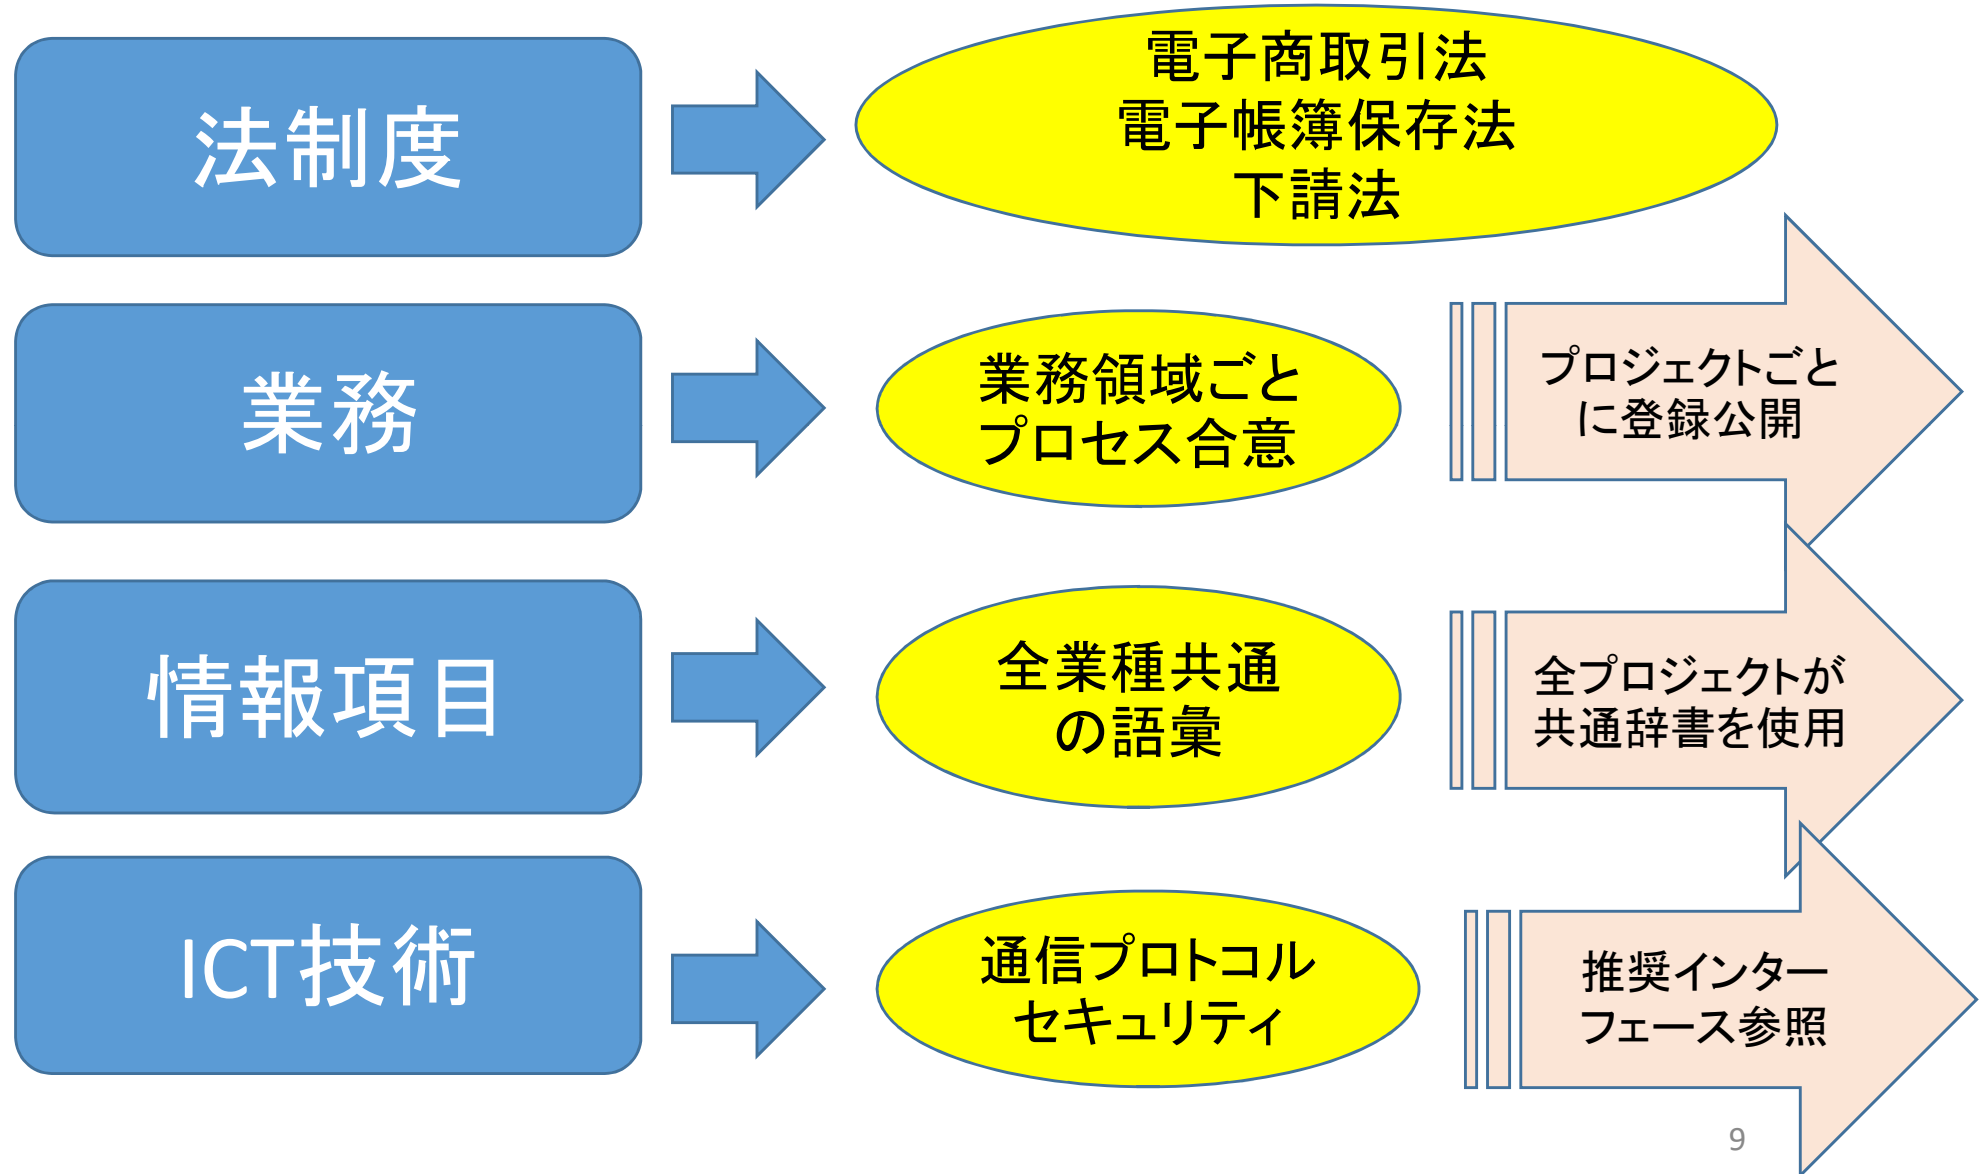 法制度
電子商取引法
電子帳簿保存法
下請法
業務
業務領域ごと
プロセス合意
プロジェクトごと
に登録公開
情報項目
全業種共通
の語彙
全プロジェクトが
共通辞書を使用
ICT技術
通信プロトコル
セキュリティ
推奨インター
フェース参照
9